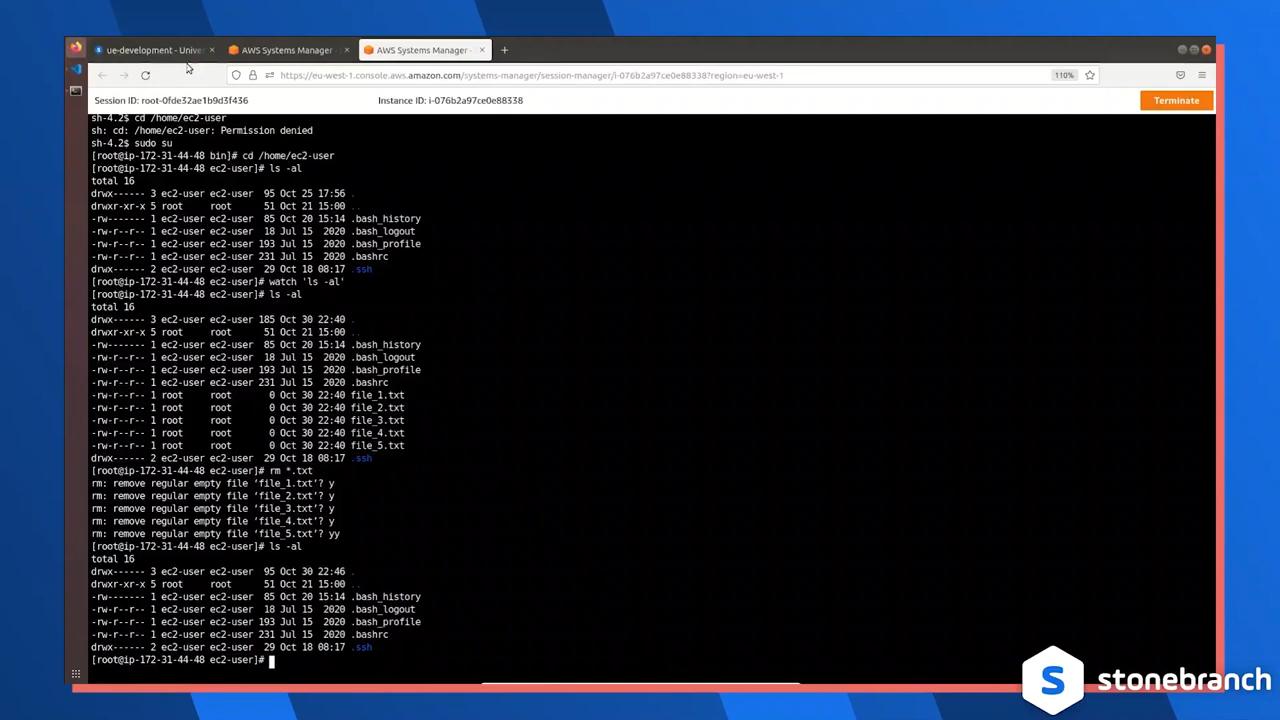 ue-development - Univer
AWS Systems Manager -
AWS Systems Manager -
https://eu-west-1.console.aws.amazon.com/systems-manager/session-manager/i-076b2a97ce0e88338?region=eu-west-1
110%
Session ID: root-0fde32ae1b9d3f436
Instance ID: i-076b2a97ce0e88338
Terminate
sh-4.2$ cd /home/ec2-user
sh: cd: /home/ec2-user: Permission denied
sh-4.2$ sudo su
[root@ip-172-31-44-48 bin]# cd /home/ec2-user
[root@ip-172-31-44-48 ec2-user]# ls -al
total 16
drwx------ 3 ec2-user ec2-user  95 Oct 25 17:56 .
drwxr-xr-x 5 root     root      51 Oct 21 15:00 ..
-rw------- 1 ec2-user ec2-user  85 Oct 20 15:14 .bash_history
-rw-r--r-- 1 ec2-user ec2-user  18 Jul 15  2020 .bash_logout
-rw-r--r-- 1 ec2-user ec2-user 193 Jul 15  2020 .bash_profile
-rw-r--r-- 1 ec2-user ec2-user 231 Jul 15  2020 .bashrc
drwx------ 2 ec2-user ec2-user  29 Oct 18 08:17 .ssh
[root@ip-172-31-44-48 ec2-user]# watch 'ls -al'
[root@ip-172-31-44-48 ec2-user]# ls -al
total 16
drwx------ 3 ec2-user ec2-user 185 Oct 30 22:40 .
drwxr-xr-x 5 root     root      51 Oct 21 15:00 ..
-rw------- 1 ec2-user ec2-user  85 Oct 20 15:14 .bash_history
-rw-r--r-- 1 ec2-user ec2-user  18 Jul 15  2020 .bash_logout
-rw-r--r-- 1 ec2-user ec2-user 193 Jul 15  2020 .bash_profile
-rw-r--r-- 1 ec2-user ec2-user 231 Jul 15  2020 .bashrc
-rw-r--r-- 1 root     root       0 Oct 30 22:40 file_1.txt
-rw-r--r-- 1 root     root       0 Oct 30 22:40 file_2.txt
-rw-r--r-- 1 root     root       0 Oct 30 22:40 file_3.txt
-rw-r--r-- 1 root     root       0 Oct 30 22:40 file_4.txt
-rw-r--r-- 1 root     root       0 Oct 30 22:40 file_5.txt
drwx------ 2 ec2-user ec2-user  29 Oct 18 08:17 .ssh
[root@ip-172-31-44-48 ec2-user]# rm *.txt
rm: remove regular empty file ‘file_1.txt’? y
rm: remove regular empty file ‘file_2.txt’? y
rm: remove regular empty file ‘file_3.txt’? y
rm: remove regular empty file ‘file_4.txt’? y
rm: remove regular empty file ‘file_5.txt’? yy
[root@ip-172-31-44-48 ec2-user]# ls -al
total 16
drwx------ 3 ec2-user ec2-user  95 Oct 30 22:46 .
drwxr-xr-x 5 root     root      51 Oct 21 15:00 ..
-rw------- 1 ec2-user ec2-user  85 Oct 20 15:14 .bash_history
-rw-r--r-- 1 ec2-user ec2-user  18 Jul 15  2020 .bash_logout
-rw-r--r-- 1 ec2-user ec2-user 193 Jul 15  2020 .bash_profile
-rw-r--r-- 1 ec2-user ec2-user 231 Jul 15  2020 .bashrc
drwx------ 2 ec2-user ec2-user  29 Oct 18 08:17 .ssh
[root@ip-172-31-44-48 ec2-user]#
S stonebranch